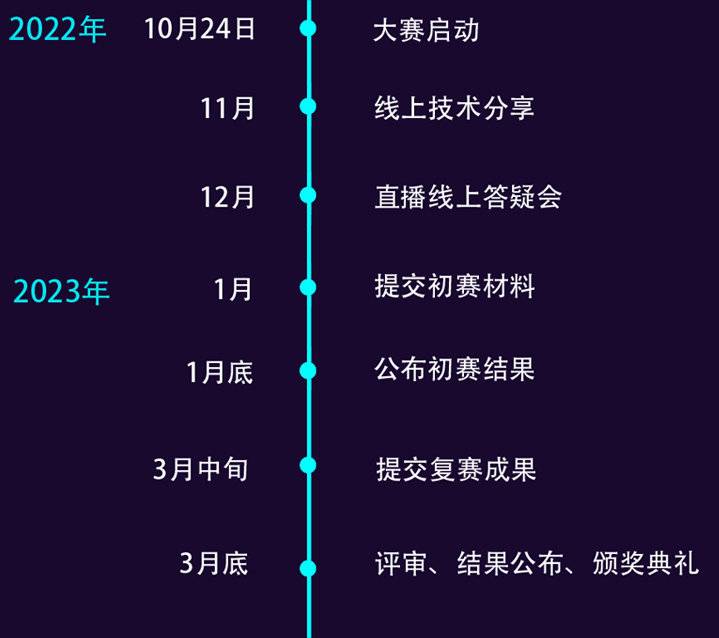 2022年 10月24日 大赛启动
11月 线上技术分享
12月 直播线上答疑会
2023年 1月 提交初赛材料
1月底 公布初赛结果
3月中旬 提交复赛成果
3月底 评审、结果公布、颁奖典礼